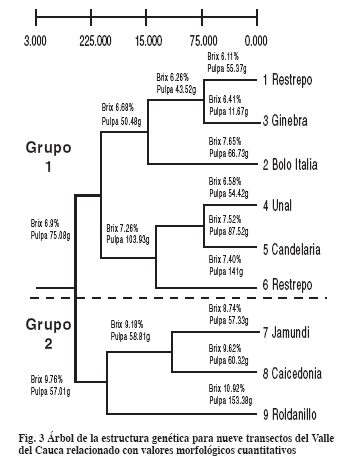 3.000 225.000 15.000 75.000 0.000
Brix 6.11%
Pulpa 55.37g
1 Restrepo
Brix 6.26%
Pulpa 43.52g
Brix 6.41%
Pulpa 11.67g
3 Ginebra
Brix 6.68%
Pulpa 50.48g
Grupo
1
Brix 7.65%
Pulpa 66.73g
2 Bolo Italia
Brix 6.58%
Pulpa 54.42g
4 Unal
Brix 6.9%
Pulpa 75.08g
Brix 7.26%
Pulpa 103.93g
Brix 7.52%
Pulpa 87.52g
5 Candelaria
Brix 7.40%
Pulpa 141g
6 Restrepo
Grupo
2
Brix 8.74%
Pulpa 57.33g
7 Jamundi
Brix 9.18%
Pulpa 58.81g
Brix 9.62%
Pulpa 60.32g
8 Caicedonia
Brix 9.76%
Pulpa 57.01g
Brix 10.92%
Pulpa 153.38g
9 Roldanillo
Fig. 3 Árbol de la estructura genética para nueve transectos del Valle
del Cauca relacionado con valores morfológicos cuantitativos